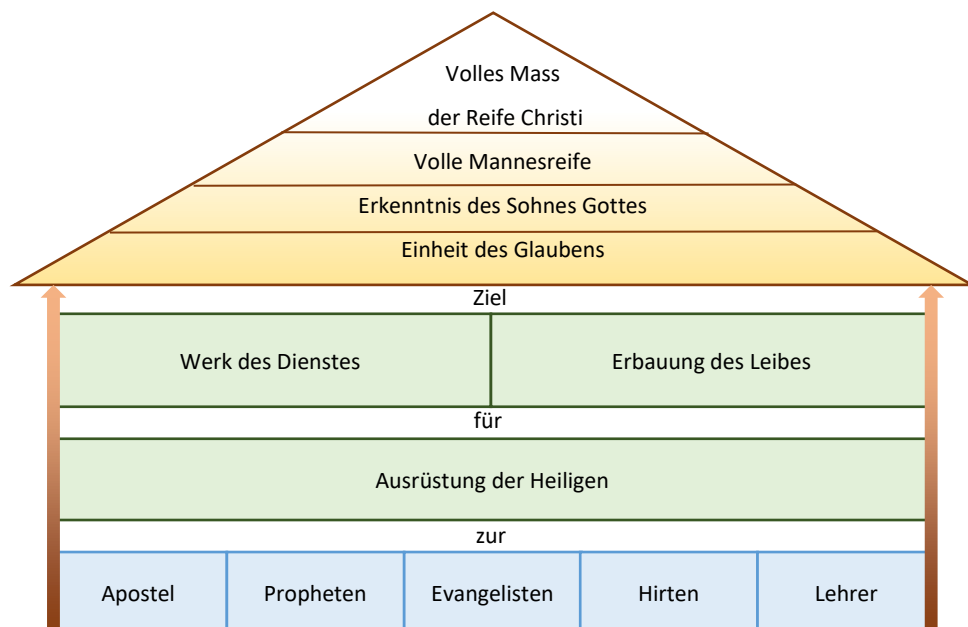 Volles Mass
der Reife Christi
Volle Mannesreife
Erkenntnis des Sohnes Gottes
Einheit des Glaubens
Ziel
Werk des Dienstes Erbauung des Leibes
für
Ausrüstung der Heiligen
zur
Apostel Propheten Evangelisten Hirten Lehrer